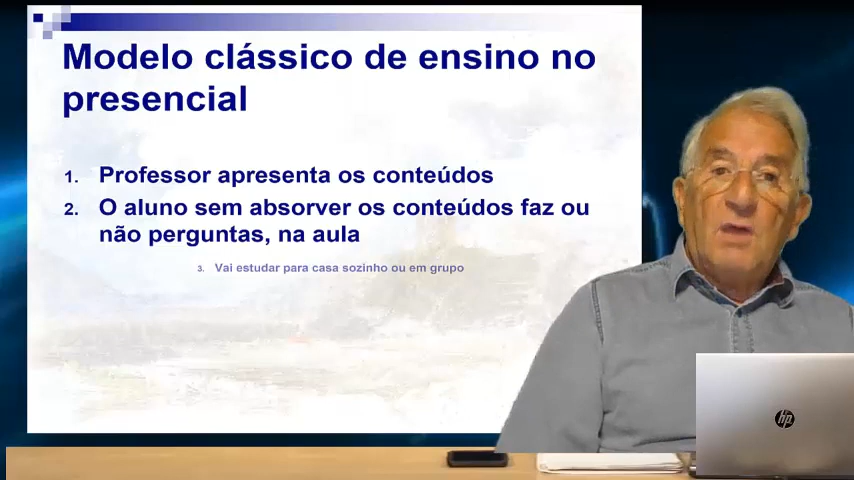 Modelo clássico de ensino no
presencial
1. Professor apresenta os conteúdos
2. O aluno sem absorver os conteúdos faz ou
não perguntas, na aula
3. Vai estudar para casa sozinho ou em grupo
hp